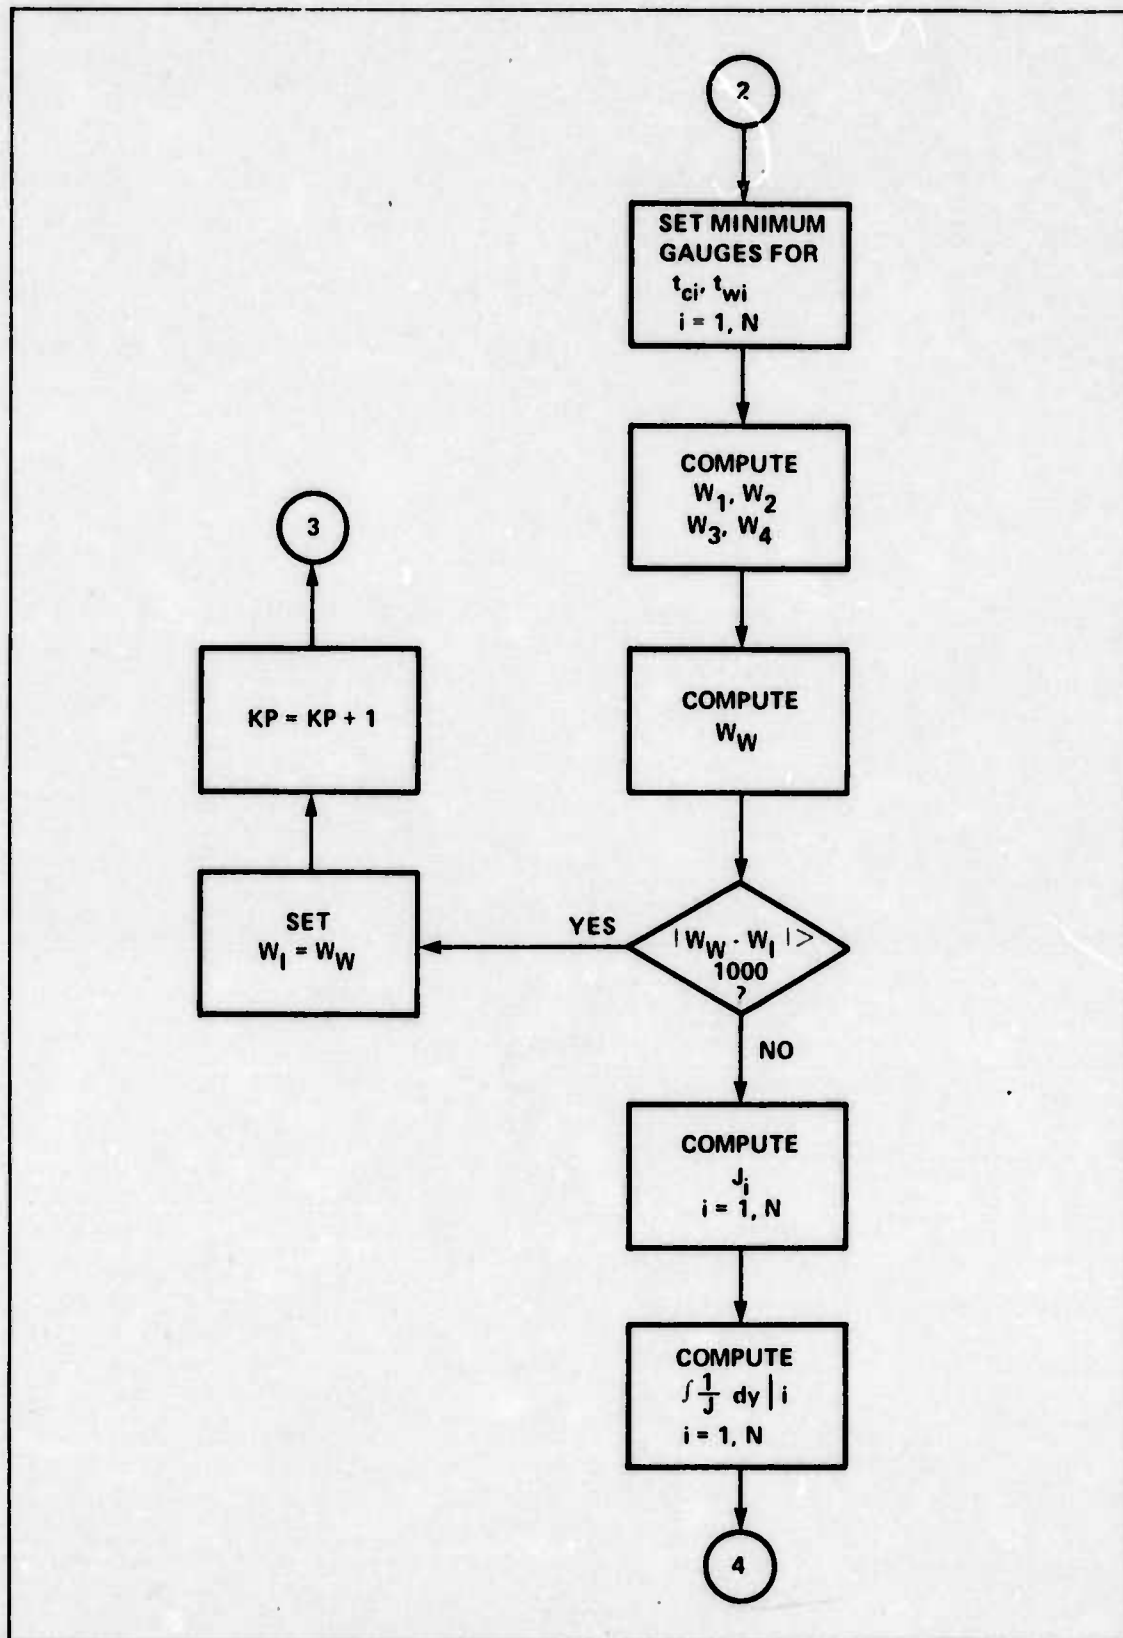 2
SET MINIMUM
GAUGES FOR
t_ci, t_wi
i = 1, N
COMPUTE
W_1, W_2
W_3, W_4
COMPUTE
W_W
| W_W - W_I | >
1000
?
YES
SET
W_I = W_W
KP = KP + 1
3
NO
COMPUTE
J_i
i = 1, N
COMPUTE
∫ 1/J dy | i
i = 1, N
4